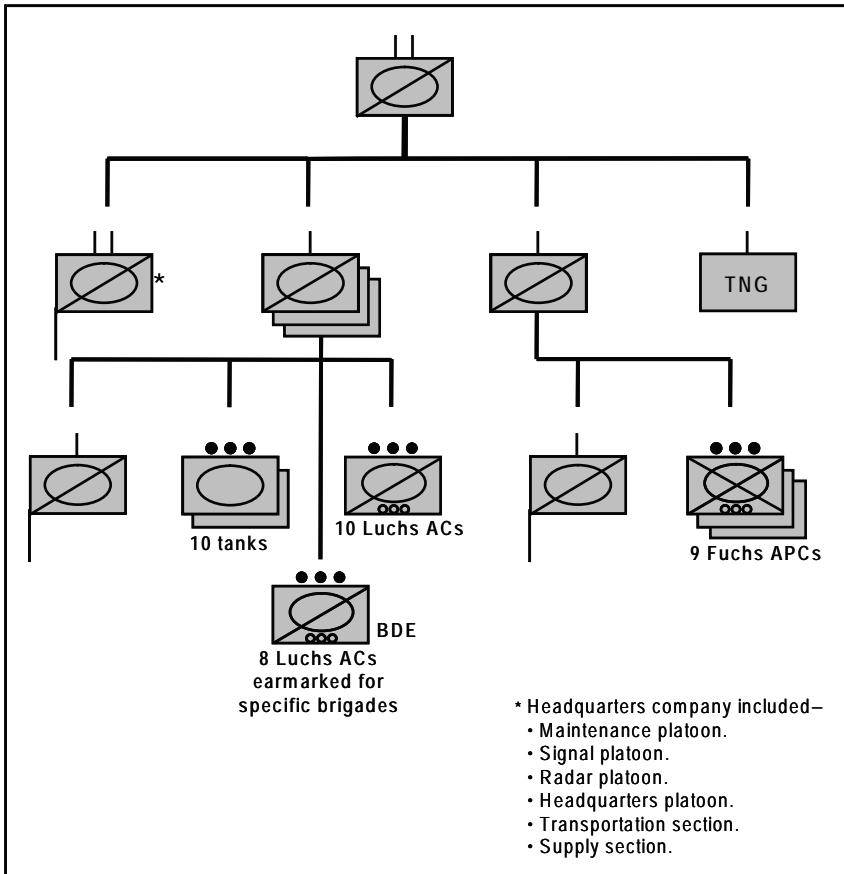 *
TNG
10 tanks
10 Luchs ACs
9 Fuchs APCs
BDE
8 Luchs ACs
earmarked for
specific brigades
* Headquarters company included–
• Maintenance platoon.
• Signal platoon.
• Radar platoon.
• Headquarters platoon.
• Transportation section.
• Supply section.